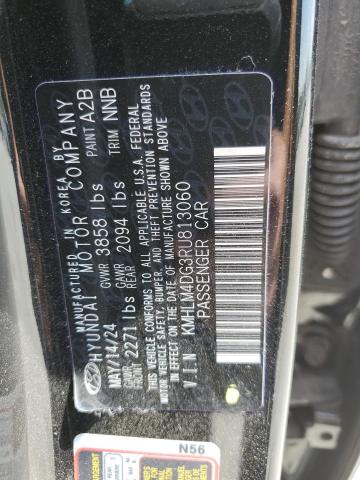 MANUFACTURED IN KOREA BY
HYUNDAI MOTOR COMPANY
MAY/14/24 GVWR 3858 lbs PAINT A2B
GAWR FRONT 2271 lbs GAWR REAR 2094 lbs TRIM NNB
THIS VEHICLE CONFORMS TO ALL APPLICABLE U.S.A. FEDERAL
MOTOR VEHICLE SAFETY, BUMPER, AND THEFT PREVENTION STANDARDS
IN EFFECT ON THE DATE OF MANUFACTURE SHOWN ABOVE
V.I.N KMHLM4DG3RU813060
PASSENGER CAR
N56